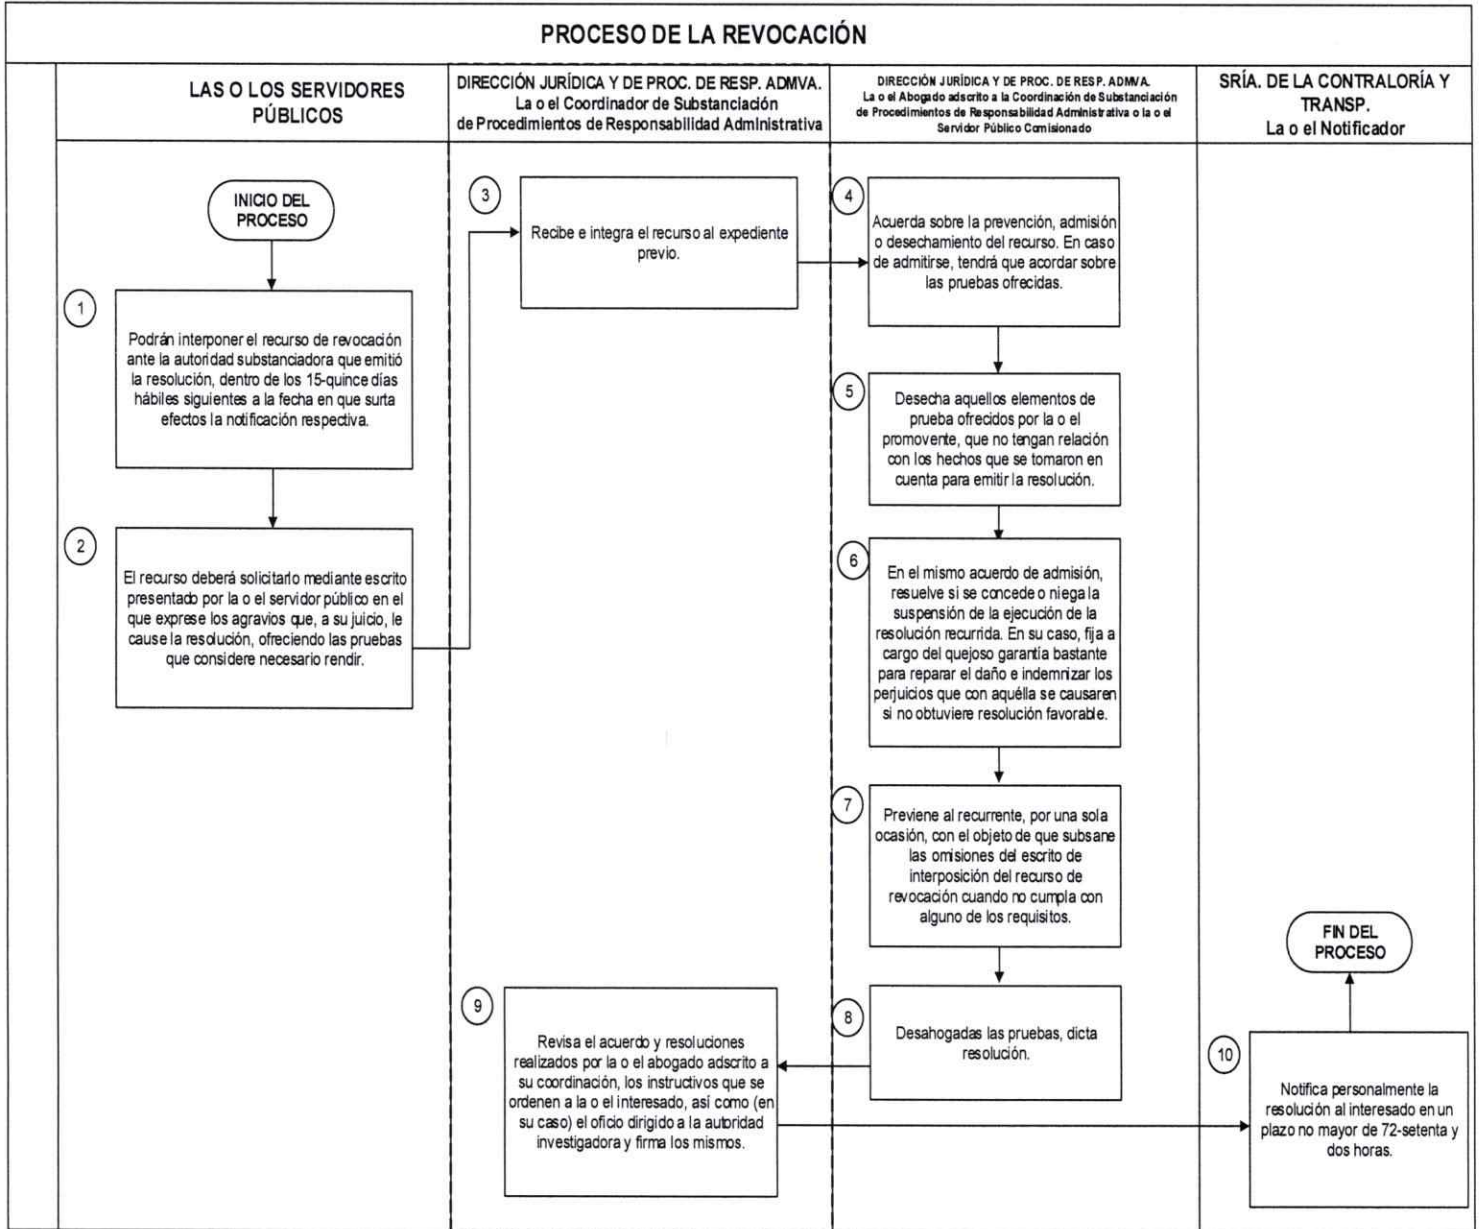 PROCESO DE LA REVOCACIÓN
LAS O LOS SERVIDORES
PÚBLICOS
DIRECCIÓN JURÍDICA Y DE PROC. DE RESP. ADMVA.
La o el Coordinador de Substanciación
de Procedimientos de Responsabilidad Administrativa
DIRECCIÓN JURÍDICA Y DE PROC. DE RESP. ADMVA.
La o el Abogado adscrito a la Coordinación de Substanciación
de Procedimientos de Responsabilidad Administrativa o la o el
Servidor Público Comisionado
SRÍA. DE LA CONTRALORÍA Y
TRANSP.
La o el Notificador
INICIO DEL
PROCESO
1
Podrán interponer el recurso de revocación
ante la autoridad substanciadora que emitió
la resolución, dentro de los 15-quince días
hábiles siguientes a la fecha en que surta
efectos la notificación respectiva.
2
El recurso deberá solicitarlo mediante escrito
presentado por la o el servidor público en el
que exprese los agravios que, a su juicio, le
cause la resolución, ofreciendo las pruebas
que considere necesario rendir.
3
Recibe e integra el recurso al expediente
previo.
4
Acuerda sobre la prevención, admisión
o desechamiento del recurso. En caso
de admitirse, tendrá que acordar sobre
las pruebas ofrecidas.
5
Desecha aquellos elementos de
prueba ofrecidos por la o el
promovente, que no tengan relación
con los hechos que se tomaron en
cuenta para emitir la resolución.
6
En el mismo acuerdo de admisión,
resuelve si se concede o niega la
suspensión de la ejecución de la
resolución recurrida. En su caso, fija a
cargo del quejoso garantía bastante
para reparar el daño e indemnizar los
perjuicios que con aquélla se causaren
si no obtuviere resolución favorable.
7
Previene al recurrente, por una sola
ocasión, con el objeto de que subsane
las omisiones del escrito de
interposición del recurso de
revocación cuando no cumpla con
alguno de los requisitos.
8
Desahogadas las pruebas, dicta
resolución.
9
Revisa el acuerdo y resoluciones
realizados por la o el abogado adscrito a
su coordinación, los instructivos que se
ordenen a la o el interesado, así como (en
su caso) el oficio dirigido a la autoridad
investigadora y firma los mismos.
10
Notifica personalmente la
resolución al interesado en un
plazo no mayor de 72-setenta y
dos horas.
FIN DEL
PROCESO